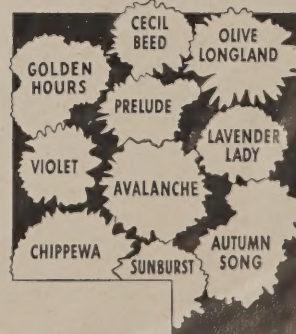 CECIL
BEED
OLIVE
LONGLAND
GOLDEN
HOURS
PRELUDE
LAVENDER
LADY
VIOLET
AVALANCHE
CHIPPEWA
SUNBURST
AUTUMN
SONG